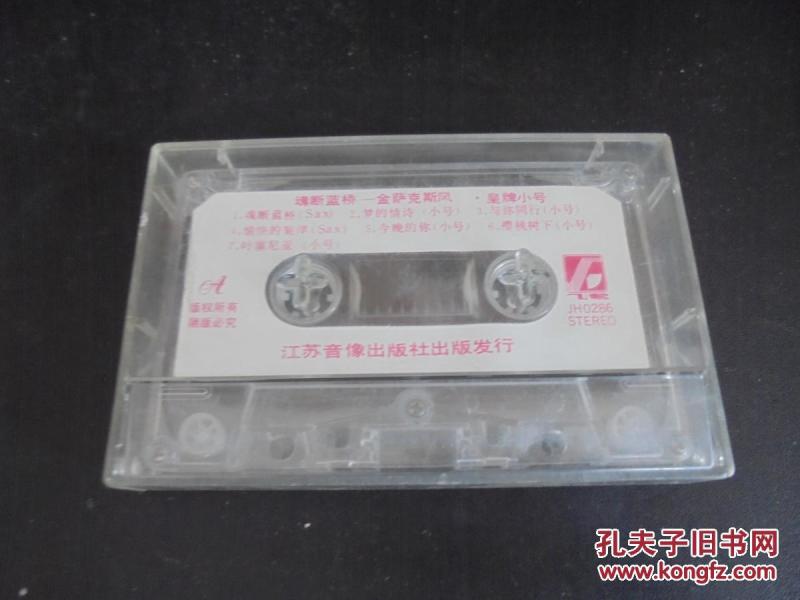 魂断蓝桥—金萨克斯风 · 皇牌小号
1.魂断蓝桥(Sax) 2.梦的情诗(小号) 3.与你同行(小号)
4.愉快的旋律(Sax) 5.今晚的你(小号) 6.樱桃树下(小号)
7.叶塞尼亚(小号)
A
版权所有
翻版必究
JH0286
STEREO
江苏音像出版社出版发行
孔夫子旧书网
www.kongfz.com